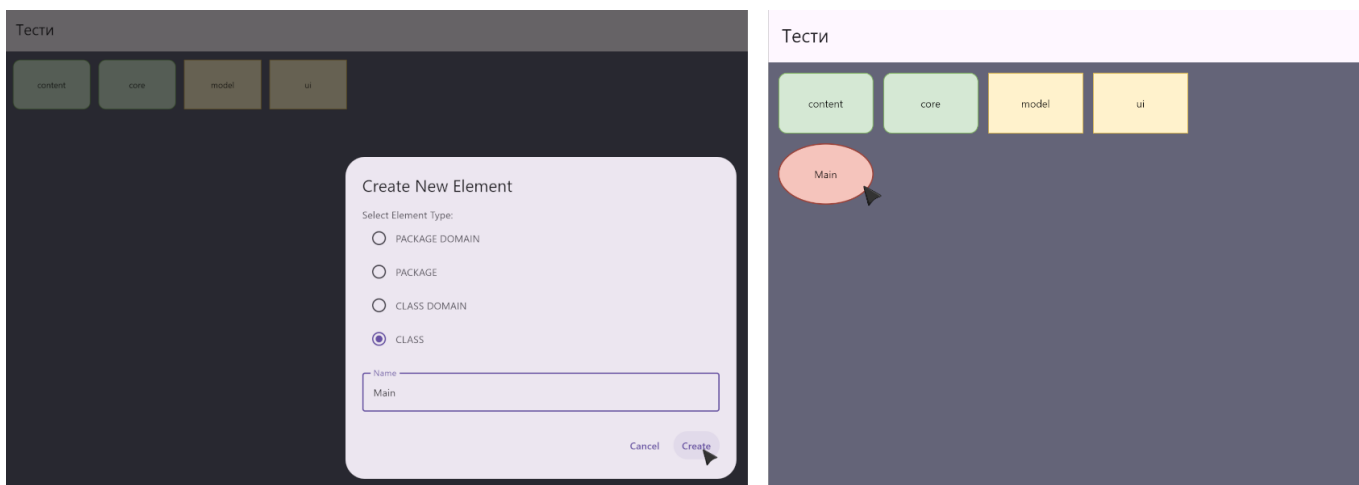 Тести
content core model ui
Create New Element
Select Element Type:
PACKAGE DOMAIN
PACKAGE
CLASS DOMAIN
CLASS
Name
Main
Cancel Create
Тести
content core model ui
Main